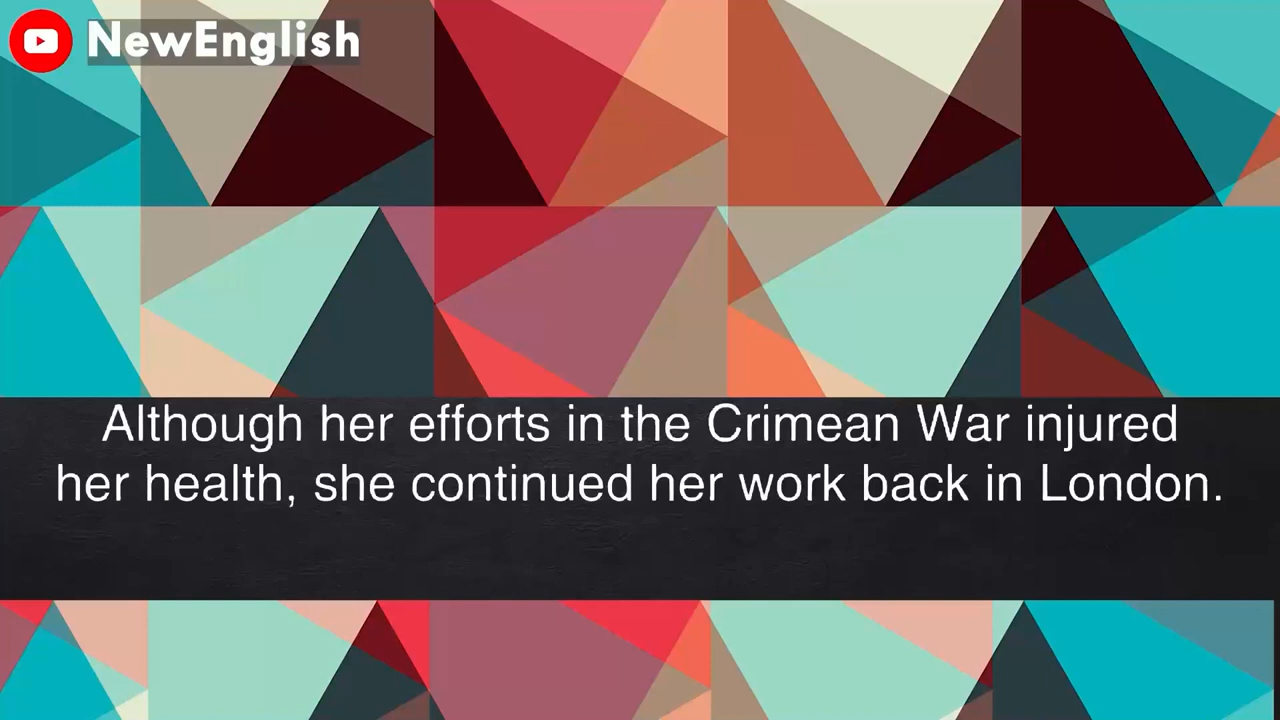 NewEnglish
Although her efforts in the Crimean War injured
her health, she continued her work back in London.